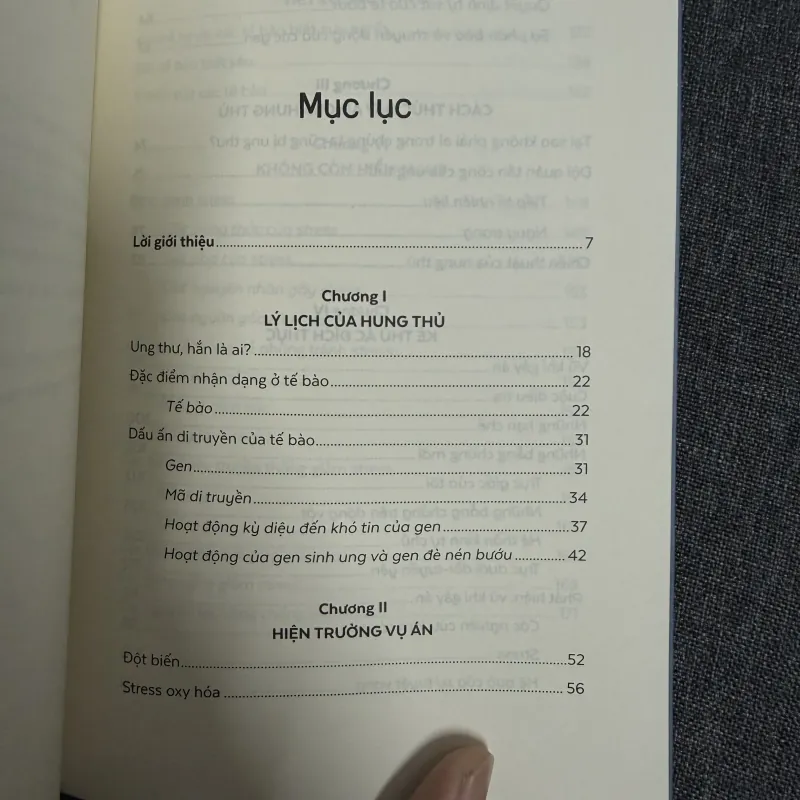 Mục lục
Lời giới thiệu........................................7
Chương I
LÝ LỊCH CỦA HUNG THỦ
Ung thư, hắn là ai?........................................18
Đặc điểm nhận dạng ở tế bào........................................22
Tế bào........................................22
Dấu ấn di truyền của tế bào........................................31
Gen........................................31
Mã di truyền........................................34
Hoạt động kỳ diệu đến khó tin của gen........................................37
Hoạt động của gen sinh ung và gen đè nén bướu..............42
Chương II
HIỆN TRƯỜNG VỤ ÁN
Đột biến........................................52
Stress oxy hóa........................................56